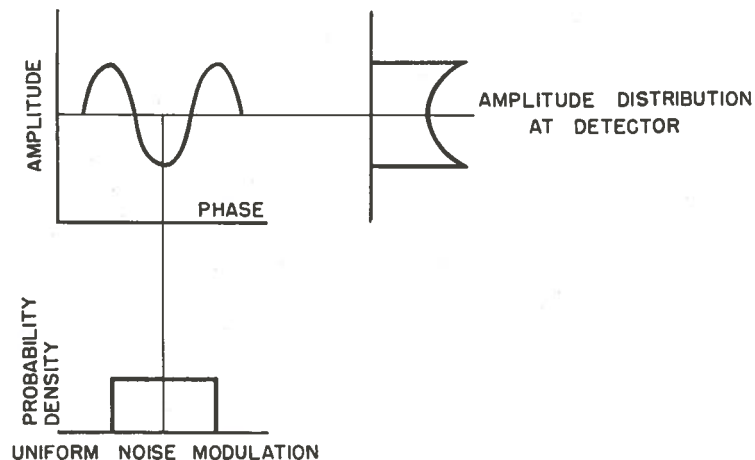 AMPLITUDE
PHASE
AMPLITUDE DISTRIBUTION
AT DETECTOR
PROBABILITY
DENSITY
UNIFORM NOISE MODULATION